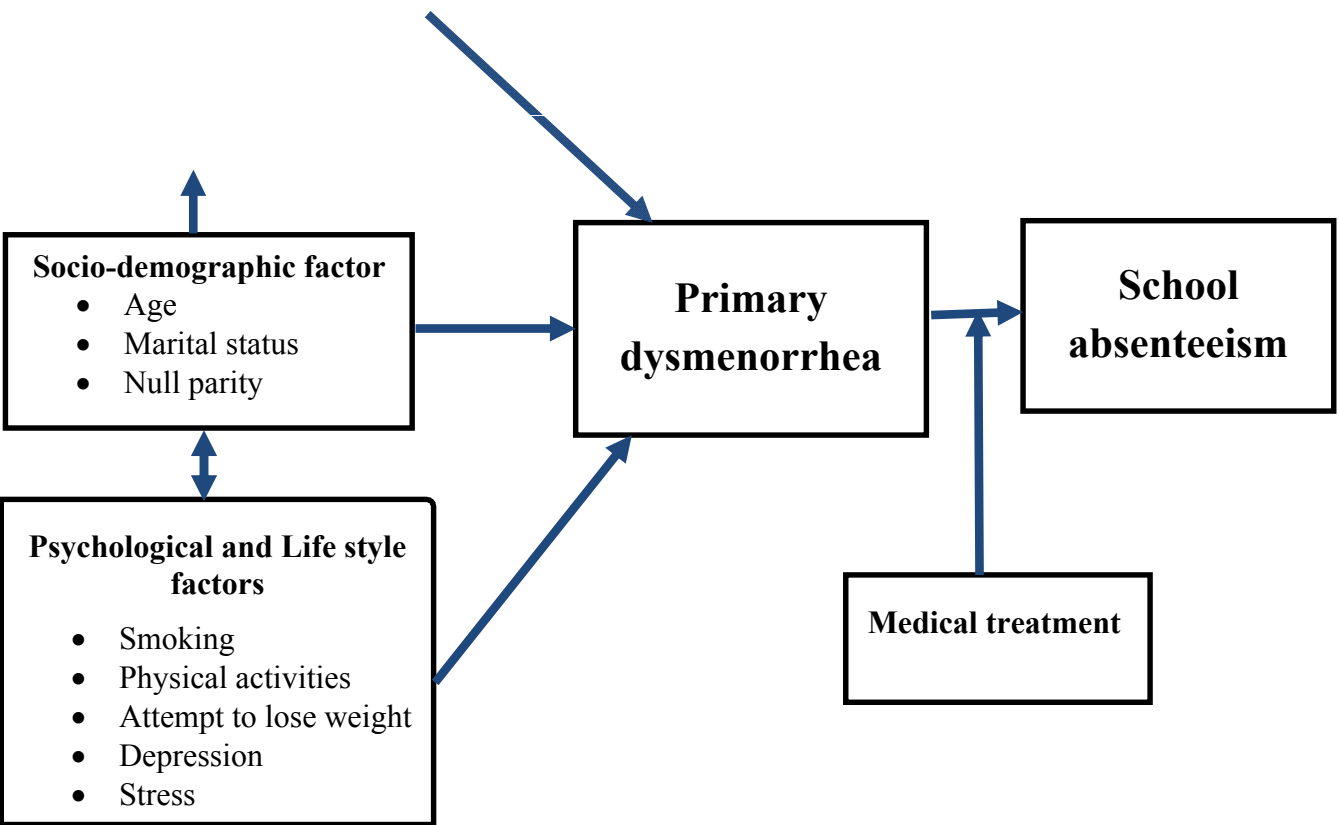 Socio-demographic factor
• Age
• Marital status
• Null parity
Psychological and Life style
factors
• Smoking
• Physical activities
• Attempt to lose weight
• Depression
• Stress
Primary
dysmenorrhea
School
absenteeism
Medical treatment